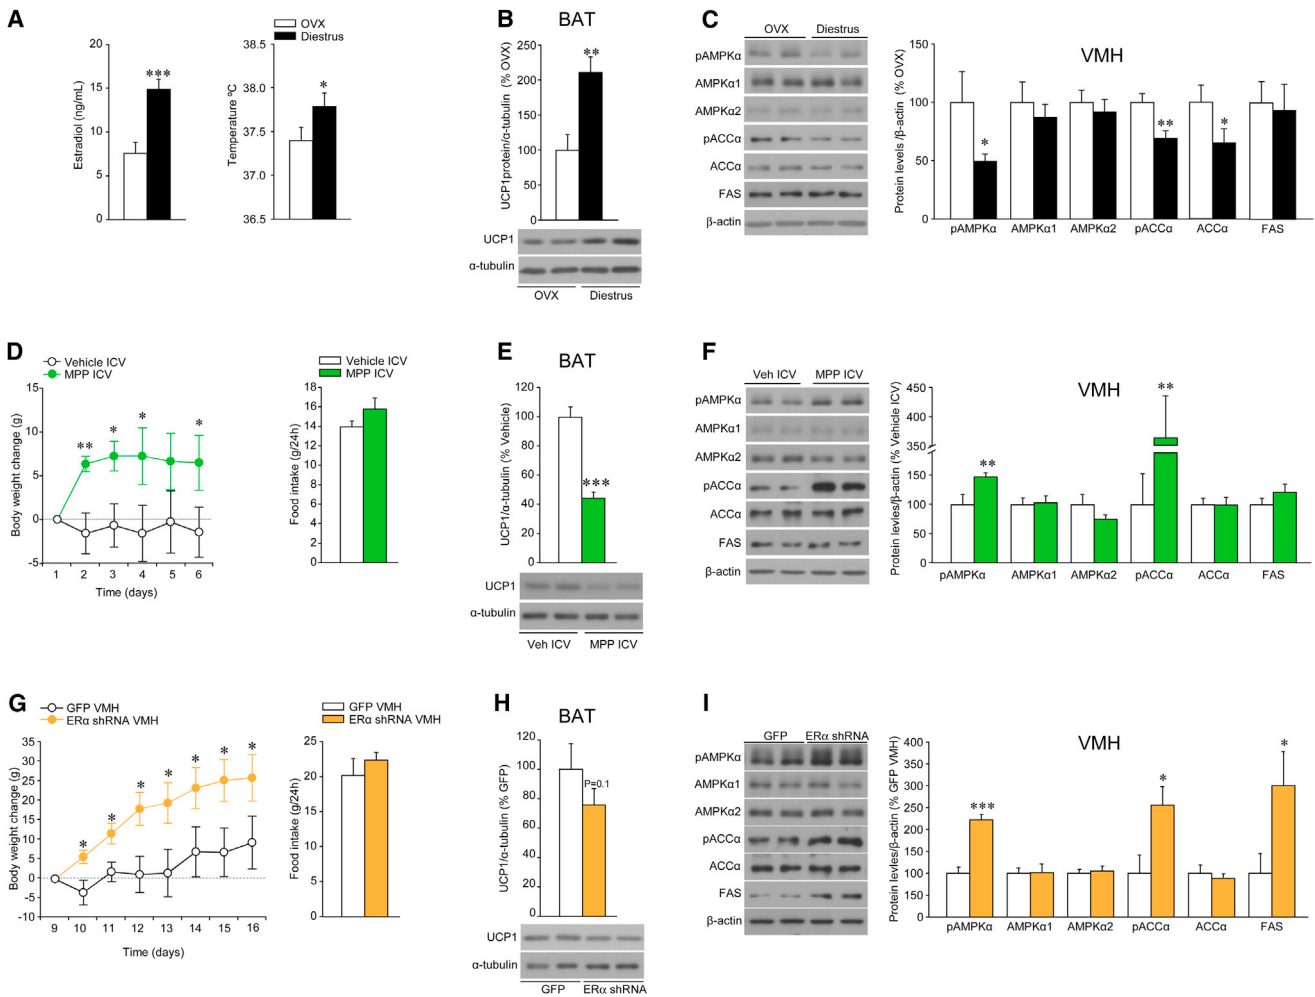 A
OVX
Diestrus
Estradiol (ng/mL)
20
15
10
5
0
***
Temperature ºC
38.5
38.0
37.5
37.0
36.5
*
B
BAT
UCP1protein/α-tubulin (% OVX)
250
200
150
100
50
0
**
UCP1
α-tubulin
OVX Diestrus
C
OVX Diestrus
pAMPKα
AMPKα1
AMPKα2
pACCα
ACCα
FAS
β-actin
VMH
Protein levels /β-actin (% OVX)
150
100
50
0
* ** *
pAMPKα AMPKα1 AMPKα2 pACCα ACCα FAS
D
Vehicle ICV
MPP ICV
Body weight change (g)
15
10
5
0
-5
** * * *
1 2 3 4 5 6
Time (days)
Vehicle ICV
MPP ICV
Food intake (g/24h)
18
16
14
12
10
8
6
4
2
0
E
BAT
UCP1/α-tubulin (% Vehicle)
120
100
80
60
40
20
0
***
UCP1
α-tubulin
Veh ICV MPP ICV
F
Veh ICV MPP ICV
pAMPKα
AMPKα1
AMPKα2
pACCα
ACCα
FAS
β-actin
VMH
Protein levles/β-actin (% Vehicle ICV)
450
400
350
150
100
50
0
** **
pAMPKα AMPKα1 AMPKα2 pACCα ACCα FAS
G
GFP VMH
ERα shRNA VMH
Body weight change (g)
35
30
25
20
15
10
5
0
-5
-10
* * * * * * *
9 10 11 12 13 14 15 16
Time (days)
GFP VMH
ERα shRNA VMH
Food intake (g/24h)
25
20
15
10
5
0
H
BAT
UCP1/α-tubulin (% GFP)
120
100
80
60
40
20
0
P=0.1
UCP1
α-tubulin
GFP ERα shRNA
I
GFP ERα shRNA
pAMPKα
AMPKα1
AMPKα2
pACCα
ACCα
FAS
β-actin
VMH
Protein levles/β-actin (% GFP VMH)
400
350
300
250
200
150
100
50
0
*** * *
pAMPKα AMPKα1 AMPKα2 pACCα ACCα FAS